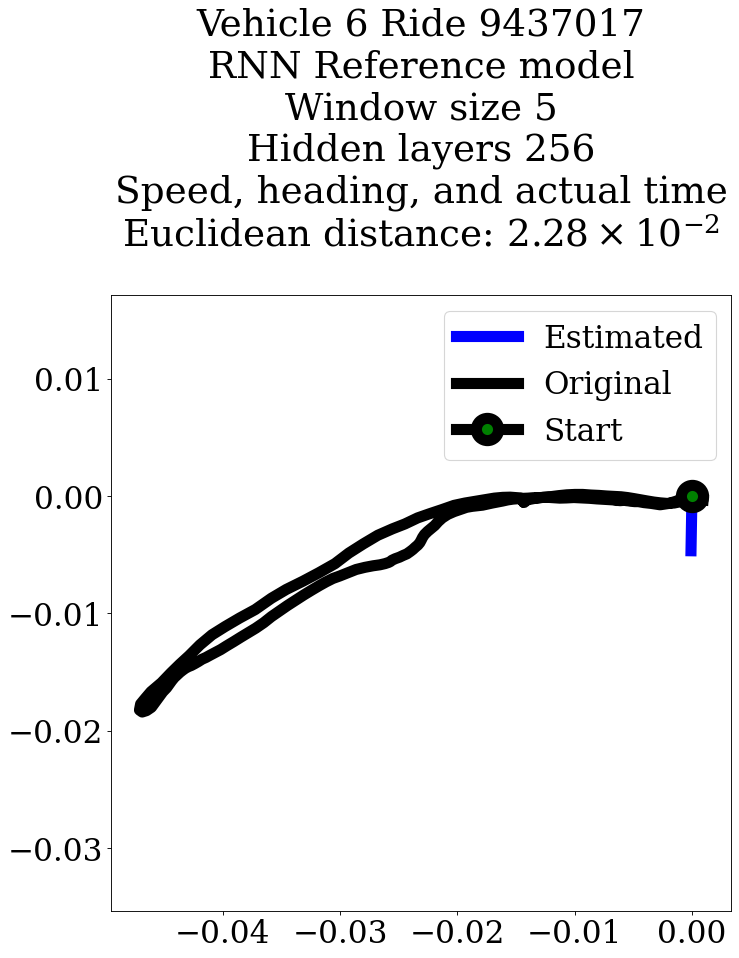 Vehicle 6 Ride 9437017
RNN Reference model
Window size 5
Hidden layers 256
Speed, heading, and actual time
Euclidean distance: 2.28 × 10⁻²
Estimated
Original
Start
0.01
0.00
−0.01
−0.02
−0.03
−0.04 −0.03 −0.02 −0.01 0.00